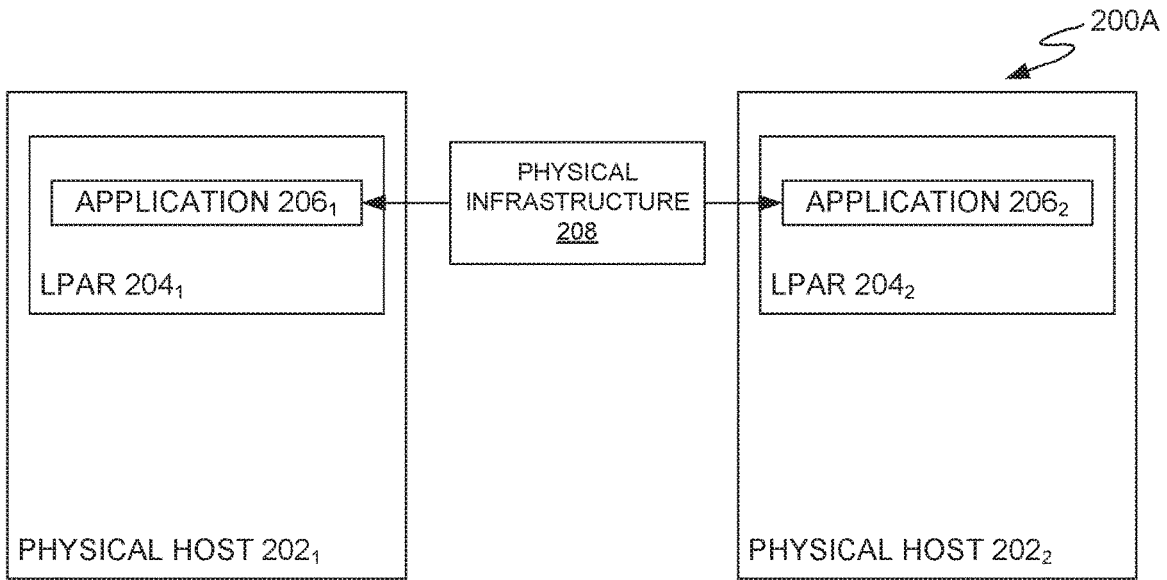 200A
APPLICATION 206₁
LPAR 204₁
PHYSICAL HOST 202₁
PHYSICAL
INFRASTRUCTURE
208
APPLICATION 206₂
LPAR 204₂
PHYSICAL HOST 202₂